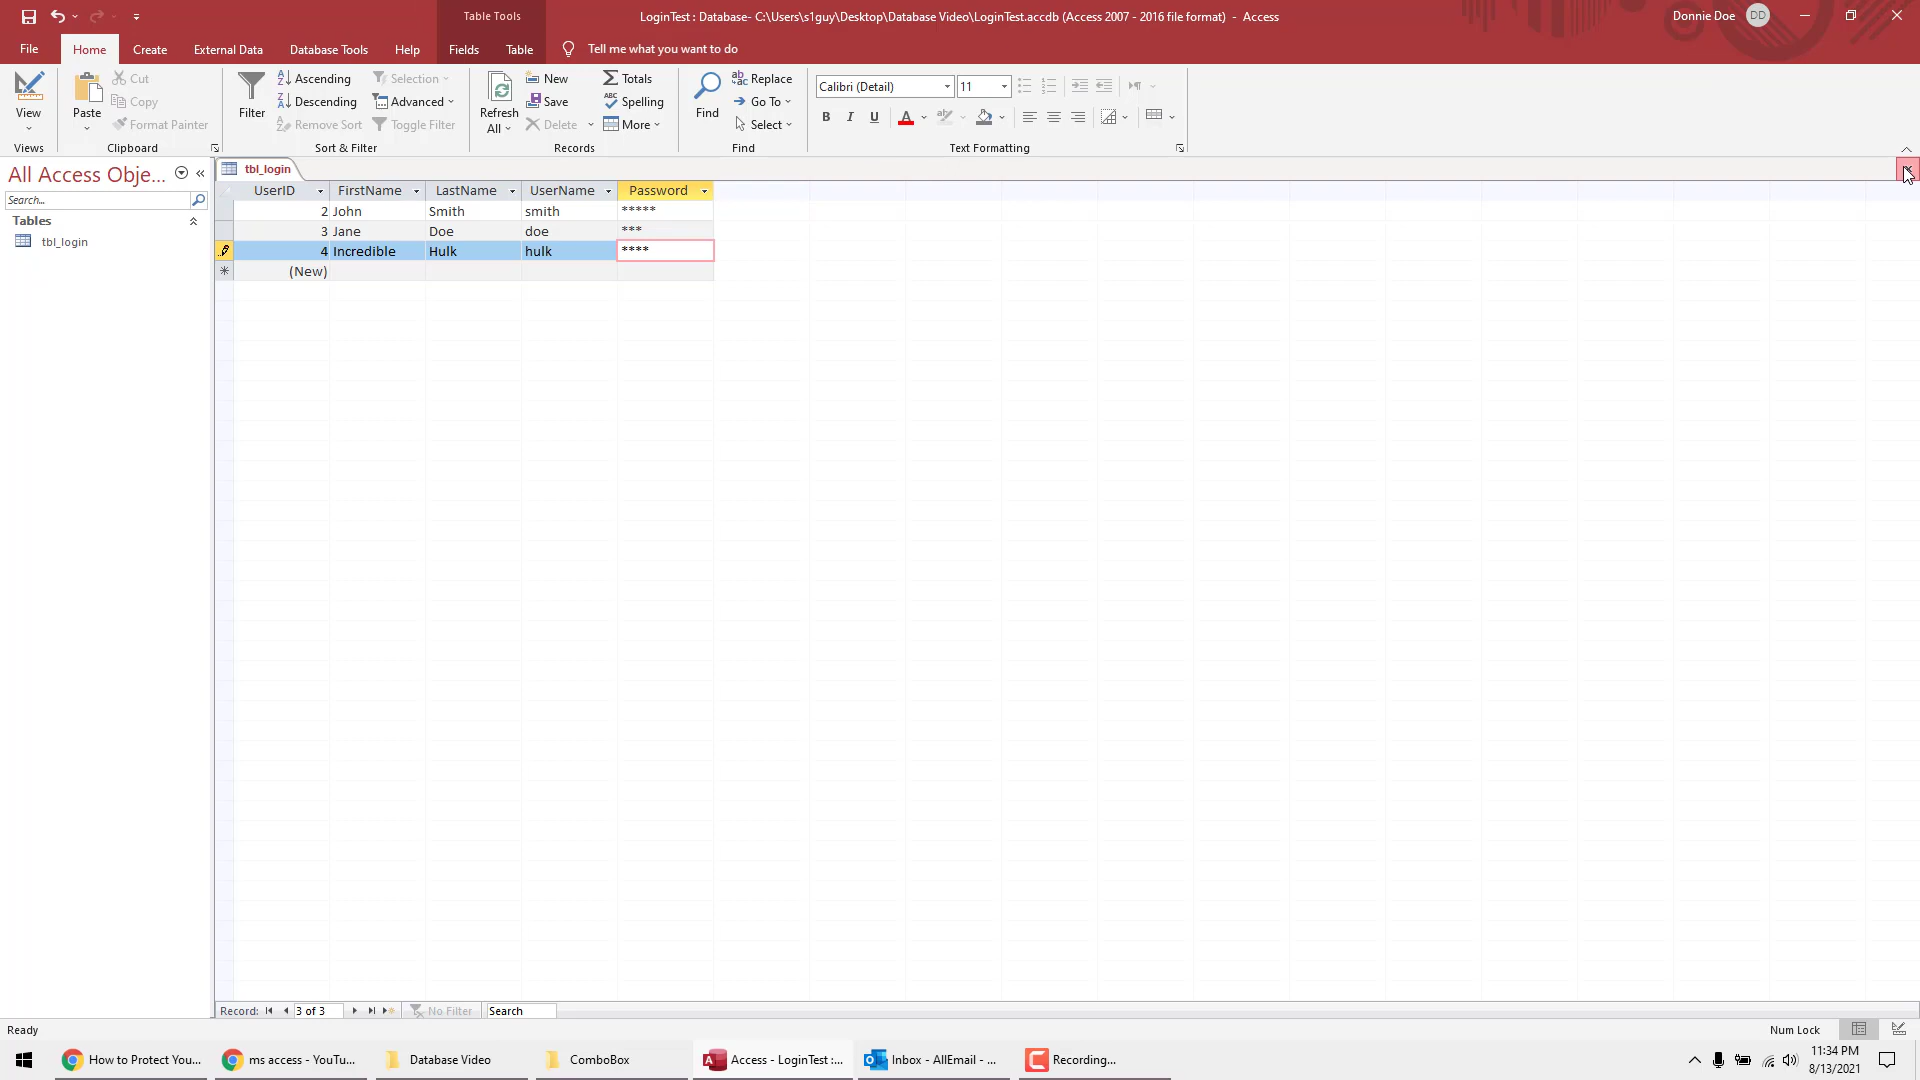 Table Tools
LoginTest : Database- C:\Users\s1guy\Desktop\Database Video\LoginTest.accdb (Access 2007 - 2016 file format) - Access
Donnie Doe DD
File Home Create External Data Database Tools Help Fields Table Tell me what you want to do
View
Views
Paste
Cut
Copy
Format Painter
Clipboard
Filter
Ascending
Descending
Remove Sort
Selection
Advanced
Toggle Filter
Sort & Filter
Refresh
All
New
Save
Delete
Totals
Spelling
More
Records
Find
Replace
Go To
Select
Find
Calibri (Detail) 11
B I U A
Text Formatting
All Access Obje...
Search...
Tables
tbl_login
tbl_login
UserID FirstName LastName UserName Password
2 John Smith smith *****
3 Jane Doe doe ***
4 Incredible Hulk hulk ****
(New)
Record: 3 of 3 No Filter Search
Ready
Num Lock
How to Protect You...
ms access - YouTu...
Database Video
ComboBox
Access - LoginTest :...
Inbox - AllEmail - ...
Recording...
11:34 PM
8/13/2021